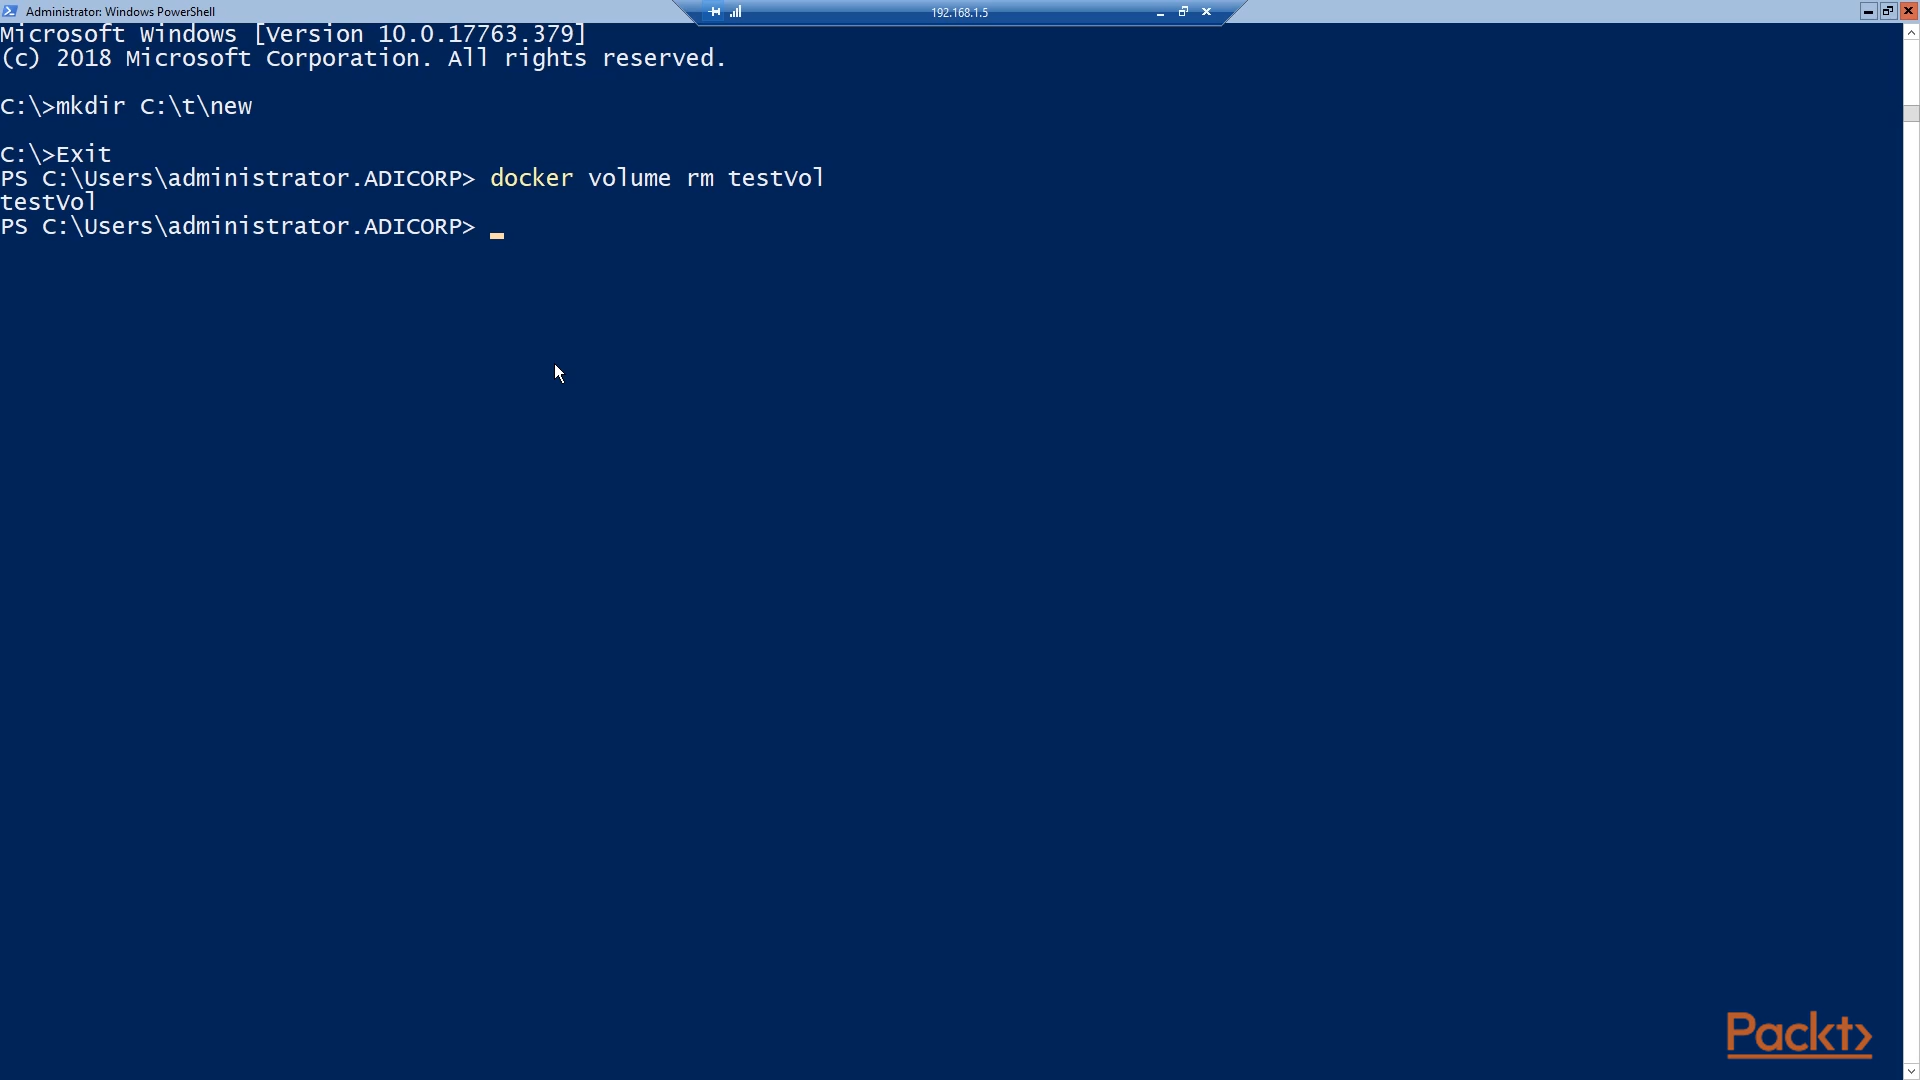 Administrator: Windows PowerShell
192.168.1.5
Microsoft Windows [Version 10.0.17763.379]
(c) 2018 Microsoft Corporation. All rights reserved.
C:\>mkdir C:\t\new
C:\>Exit
PS C:\Users\administrator.ADICORP> docker volume rm testVol
testVol
PS C:\Users\administrator.ADICORP>
Packt>